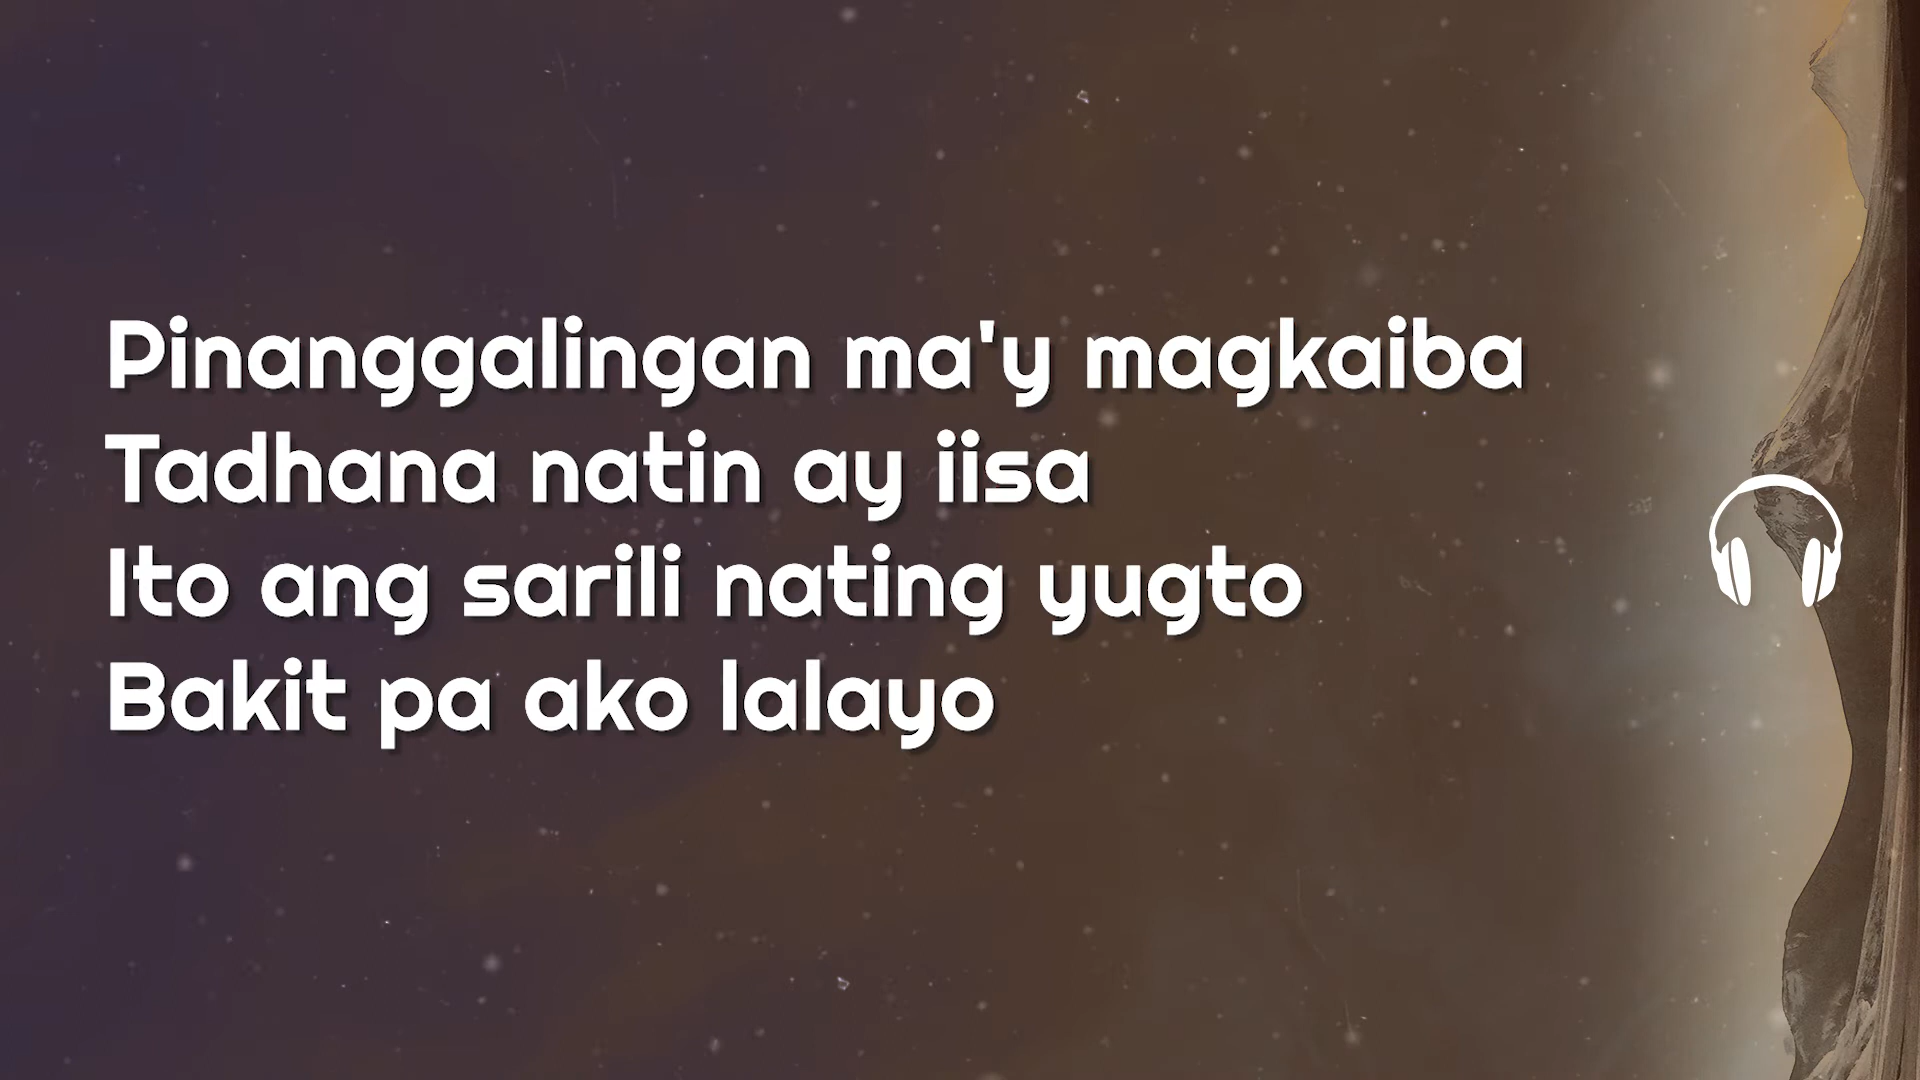 Pinanggalingan ma'y magkaiba
Tadhana natin ay iisa
Ito ang sarili nating yugto
Bakit pa ako lalayo